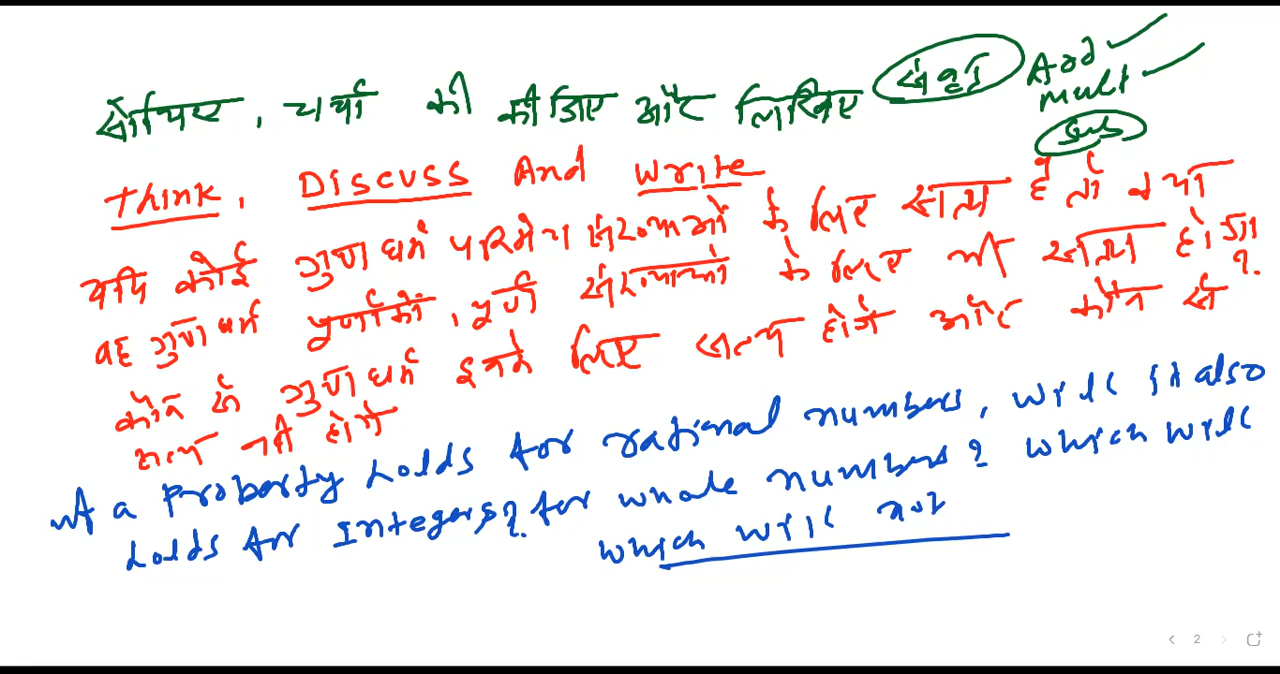 सोचिए, चर्चा की कीजिए और लिखिए संवृत Add
Mult
Sub
Think, Discuss And Write
यदि कोई गुणधर्म परिमेय संख्याओं के लिए सत्य है तो क्या
वह गुणधर्म पूर्णांकों, पूर्ण संख्याओं के लिए भी सत्य होगा?
कौन से गुणधर्म इनके लिए सत्य होंगे और कौन से
सत्य नहीं होंगे
If a Property holds for rational numbers, will it also
holds for Integers? for whole numbers? which will
which will not
2